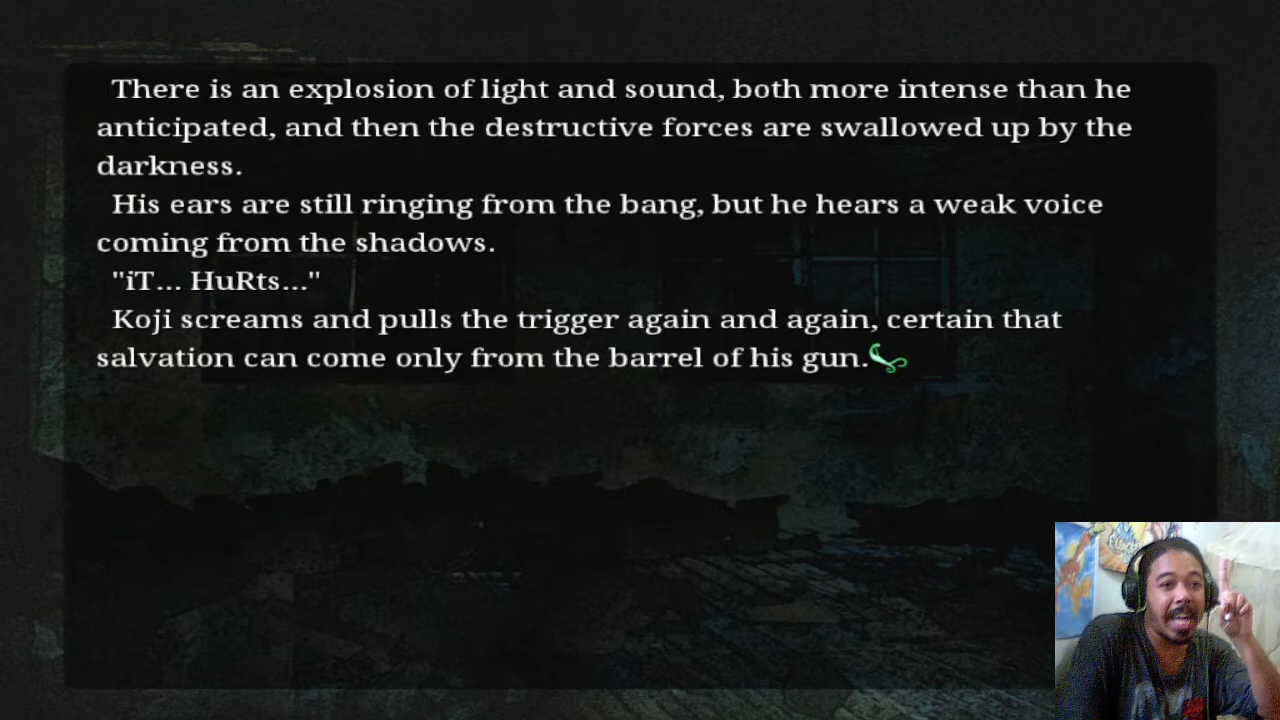 There is an explosion of light and sound, both more intense than he
anticipated, and then the destructive forces are swallowed up by the
darkness.
His ears are still ringing from the bang, but he hears a weak voice
coming from the shadows.
"iT... HuRts..."
Koji screams and pulls the trigger again and again, certain that
salvation can come only from the barrel of his gun.